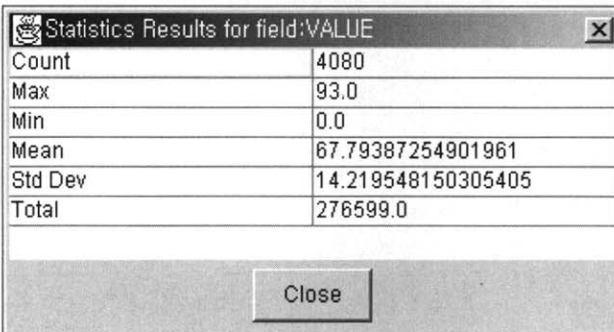 Statistics Results for field:VALUE
Count 4080
Max 93.0
Min 0.0
Mean 67.79387254901961
Std Dev 14.219548150305405
Total 276599.0
Close